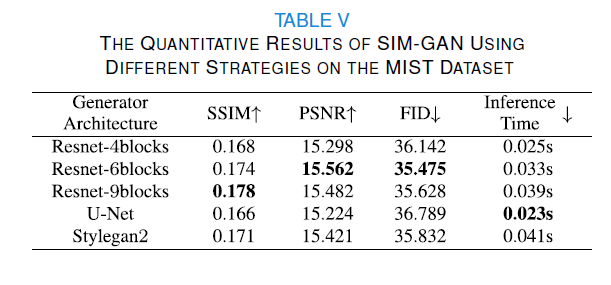 TABLE V
THE QUANTITATIVE RESULTS OF SIM-GAN USING
DIFFERENT STRATEGIES ON THE MIST DATASET
Generator Architecture SSIM↑ PSNR↑ FID↓ Inference Time ↓
Resnet-4blocks 0.168 15.298 36.142 0.025s
Resnet-6blocks 0.174 15.562 35.475 0.033s
Resnet-9blocks 0.178 15.482 35.628 0.039s
U-Net 0.166 15.224 36.789 0.023s
Stylegan2 0.171 15.421 35.832 0.041s